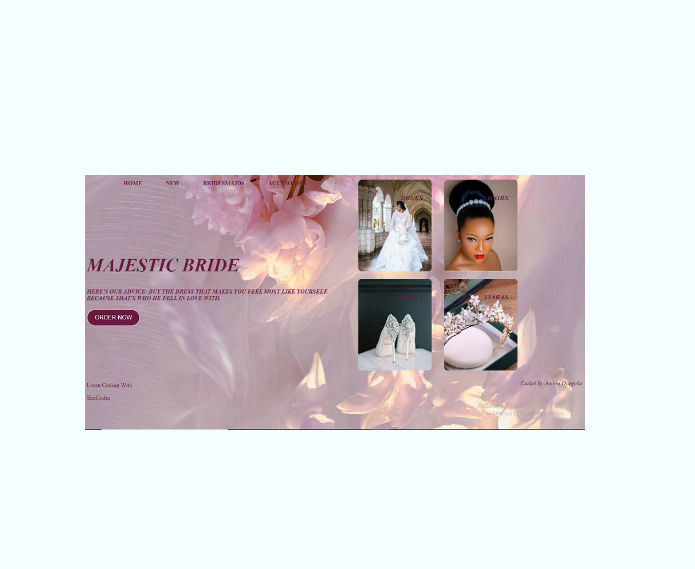 HOME NEW BRIDESMAIDS
MAJESTIC BRIDE
HERE'S OUR ADVICE: BUY THE DRESS THAT MAKES YOU FEEL MOST LIKE YOURSELF
BECAUSE THAT'S WHO HE FELL IN LOVE WITH.
ORDER NOW
DRESS
TIARAS
Learn Coding With
SheCodes
Coded By